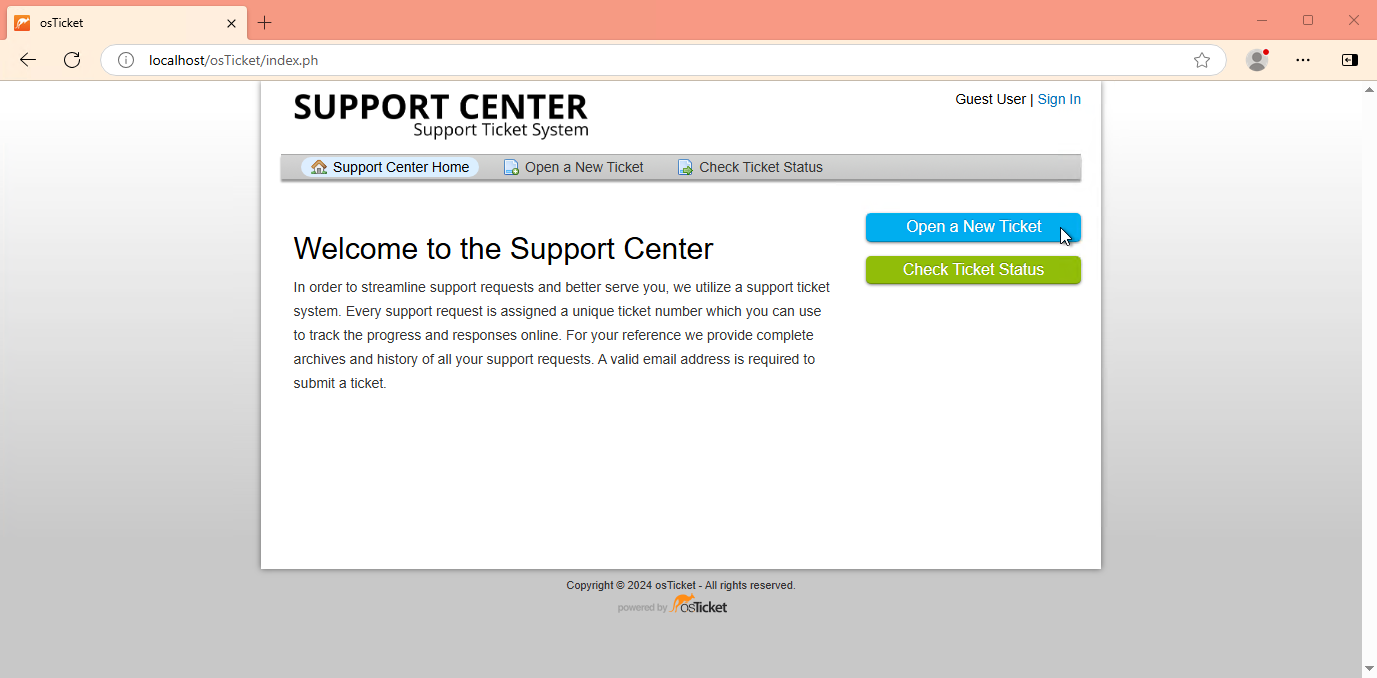 osTicket
localhost/osTicket/index.ph
SUPPORT CENTER
Support Ticket System
Guest User | Sign In
Support Center Home
Open a New Ticket
Check Ticket Status
Open a New Ticket
Check Ticket Status
Welcome to the Support Center
In order to streamline support requests and better serve you, we utilize a support ticket
system. Every support request is assigned a unique ticket number which you can use
to track the progress and responses online. For your reference we provide complete
archives and history of all your support requests. A valid email address is required to
submit a ticket.
Copyright © 2024 osTicket - All rights reserved.
powered by osTicket